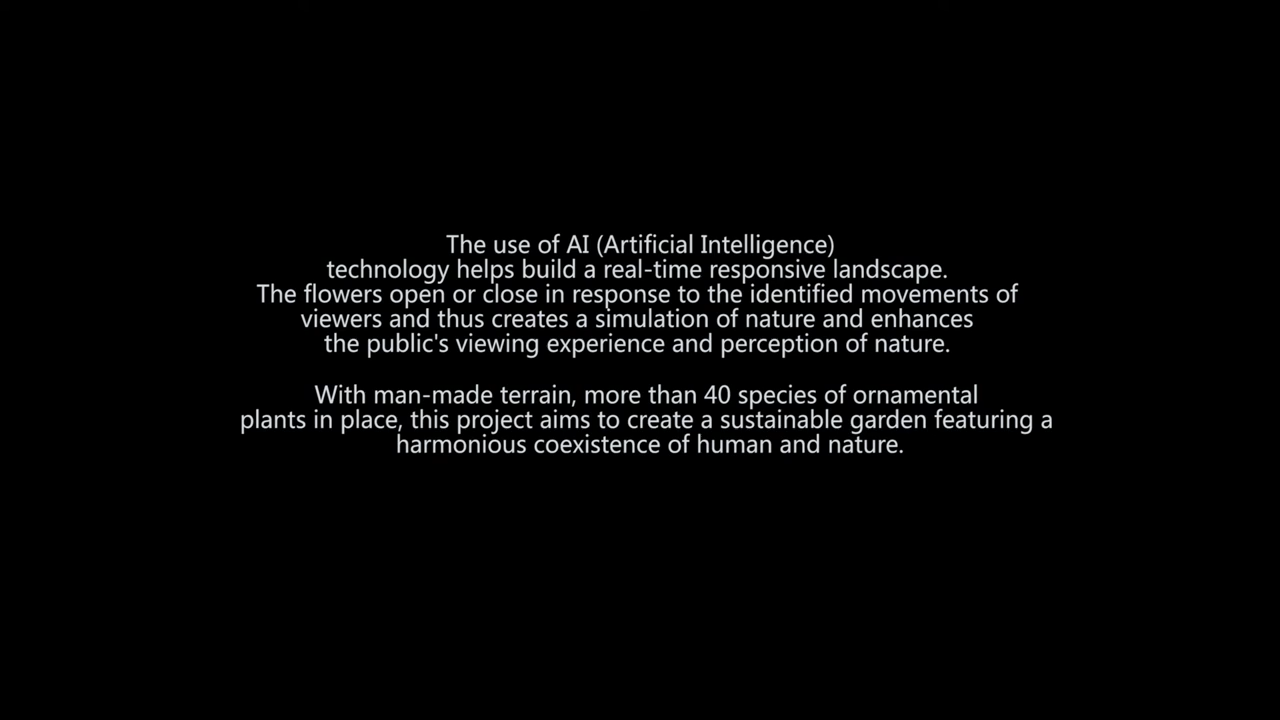 The use of AI (Artificial Intelligence)
technology helps build a real-time responsive landscape.
The flowers open or close in response to the identified movements of
viewers and thus creates a simulation of nature and enhances
the public's viewing experience and perception of nature.
With man-made terrain, more than 40 species of ornamental
plants in place, this project aims to create a sustainable garden featuring a
harmonious coexistence of human and nature.